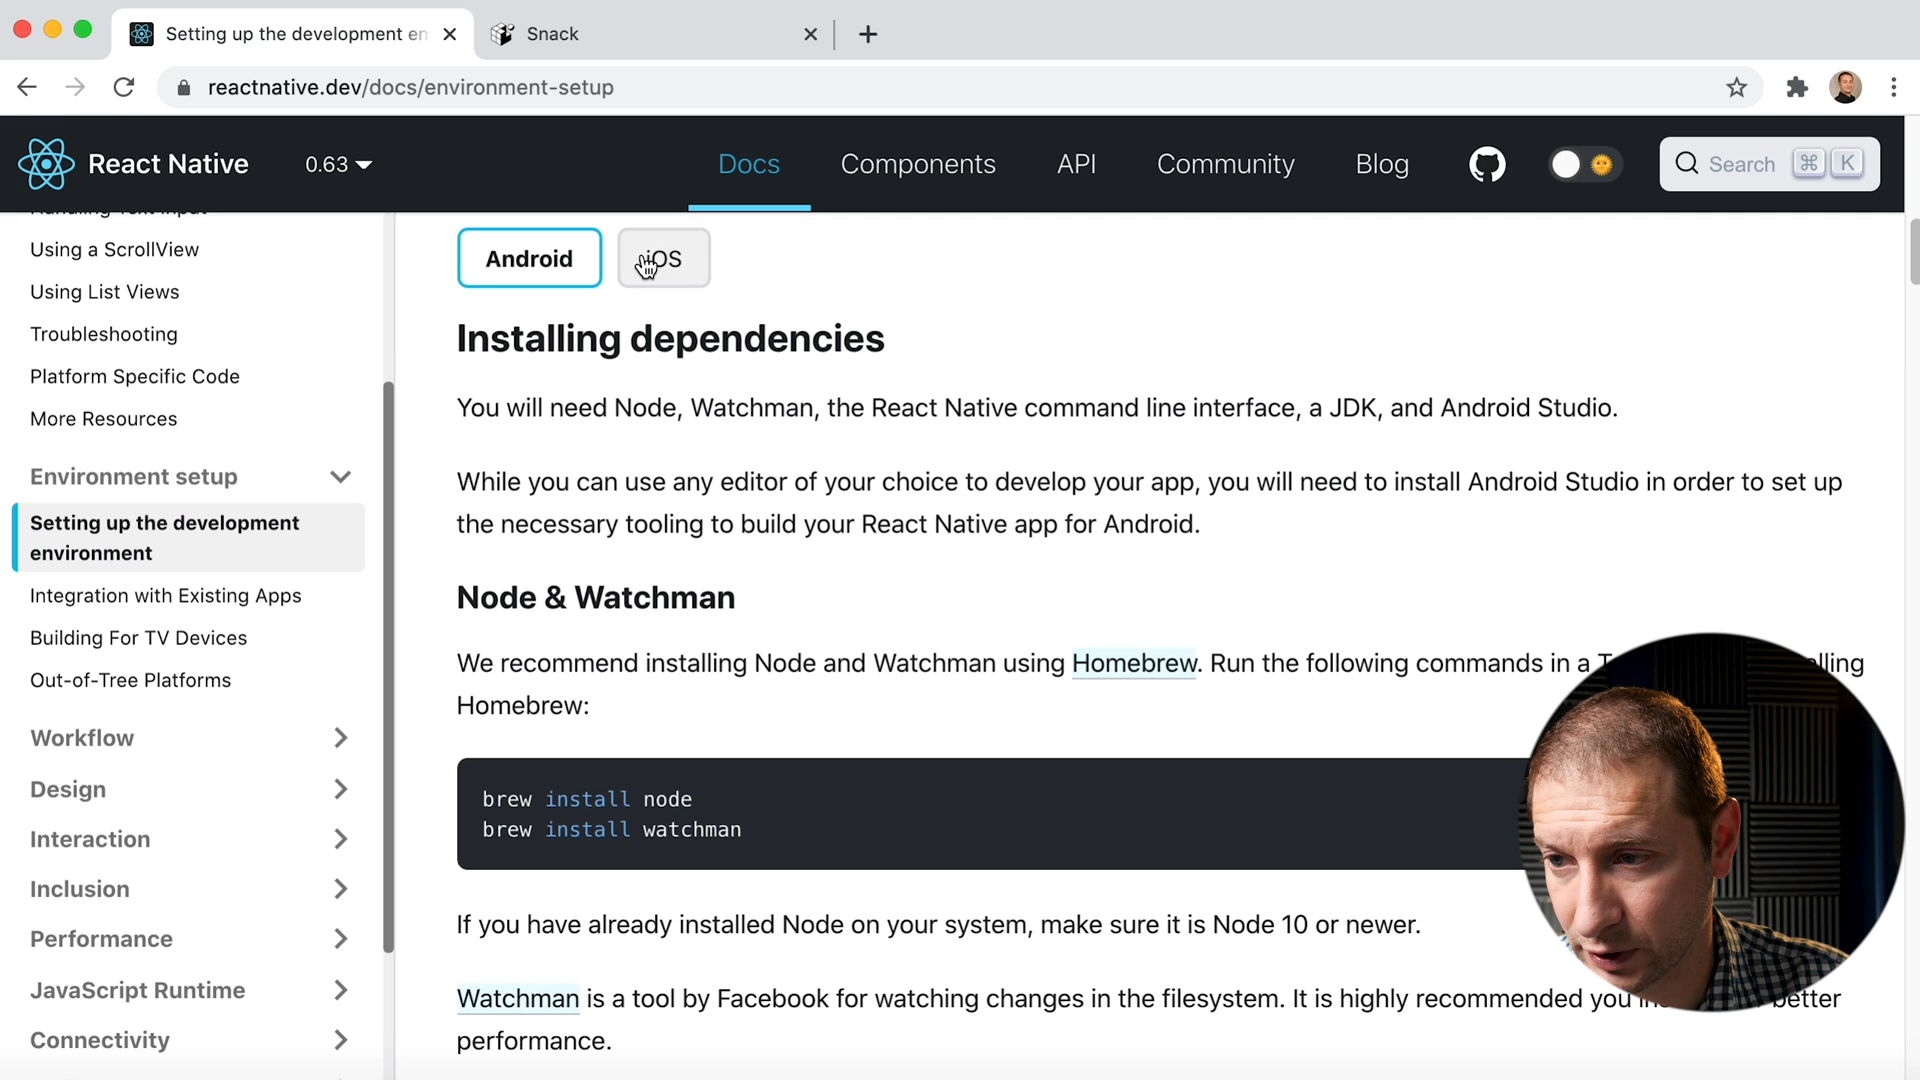 Setting up the development en
Snack
reactnative.dev/docs/environment-setup
React Native
0.63
Docs
Components
API
Community
Blog
Search
⌘ K
Using a ScrollView
Using List Views
Troubleshooting
Platform Specific Code
More Resources
Environment setup
Setting up the development
environment
Integration with Existing Apps
Building For TV Devices
Out-of-Tree Platforms
Workflow
Design
Interaction
Inclusion
Performance
JavaScript Runtime
Connectivity
Android
iOS
Installing dependencies
You will need Node, Watchman, the React Native command line interface, a JDK, and Android Studio.
While you can use any editor of your choice to develop your app, you will need to install Android Studio in order to set up
the necessary tooling to build your React Native app for Android.
Node & Watchman
We recommend installing Node and Watchman using Homebrew. Run the following commands in a
Homebrew:
brew install node
brew install watchman
If you have already installed Node on your system, make sure it is Node 10 or newer.
Watchman is a tool by Facebook for watching changes in the filesystem. It is highly recommended you better
performance.